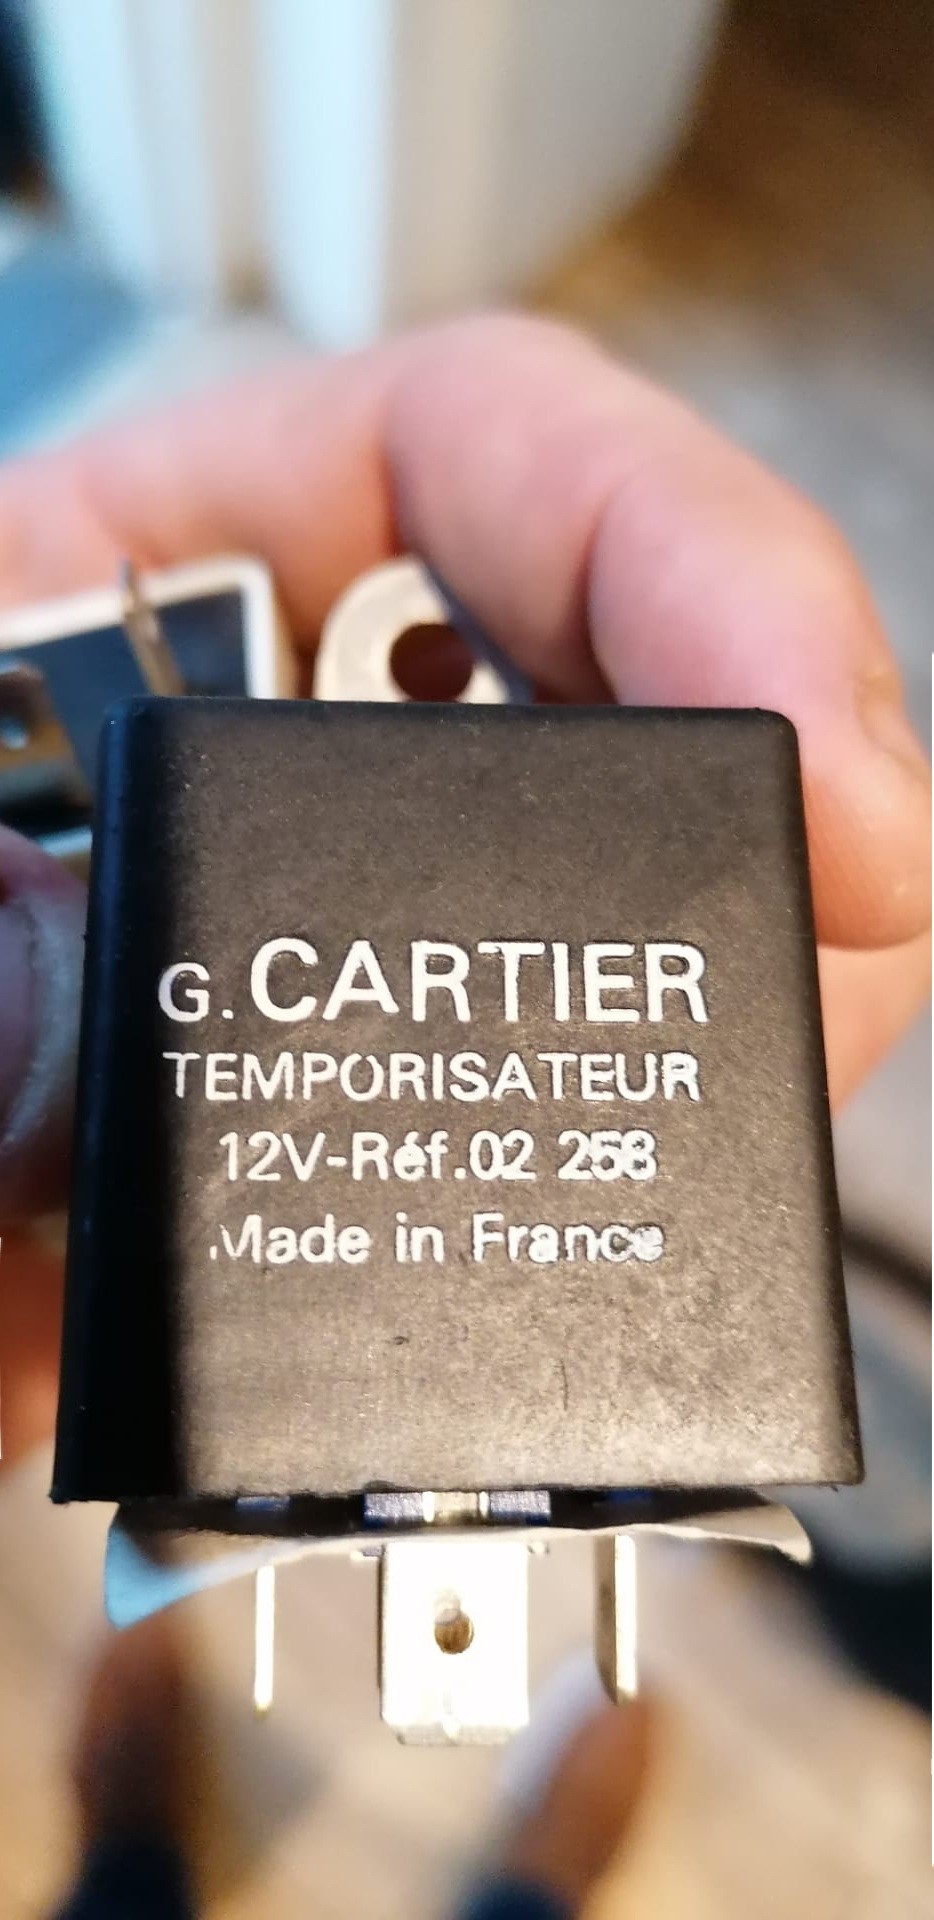 G. CARTIER
TEMPORISATEUR
12V-Réf.02 258
Made in France